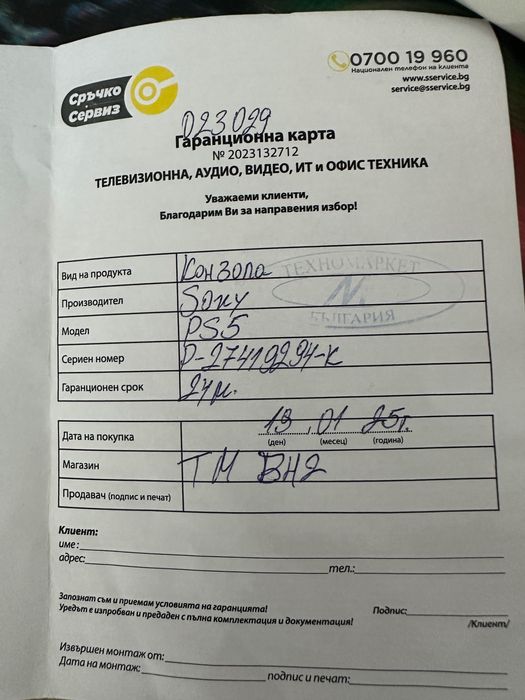 Сръчко
Сервиз
0700 19 960
Национален телефон на клиента
www.sservice.bg
service@sservice.bg
023029
Гаранционна карта
№ 2023132712
ТЕЛЕВИЗИОННА, АУДИО, ВИДЕО, ИТ и ОФИС ТЕХНИКА
Уважаеми клиенти,
Благодарим Ви за направения избор!
Вид на продукта Конзола
ТЕХНОМАРКЕТ
БЪЛГАРИЯ
Производител Sony
Модел PS5
Сериен номер P-27419294-K
Гаранционен срок 24м.
Дата на покупка 19 01 25г.
(ден) (месец) (година)
Магазин ТМ ВН2
Продавач (подпис и печат)
Клиент:
име:
адрес: тел.:
Запознат съм и приемам условията на гаранцията!
Уредът е изпробван и предаден с пълна комплектация и документация!
Подпис:
/Клиент/
Извършен монтаж от:
Дата на монтаж: подпис и печат: